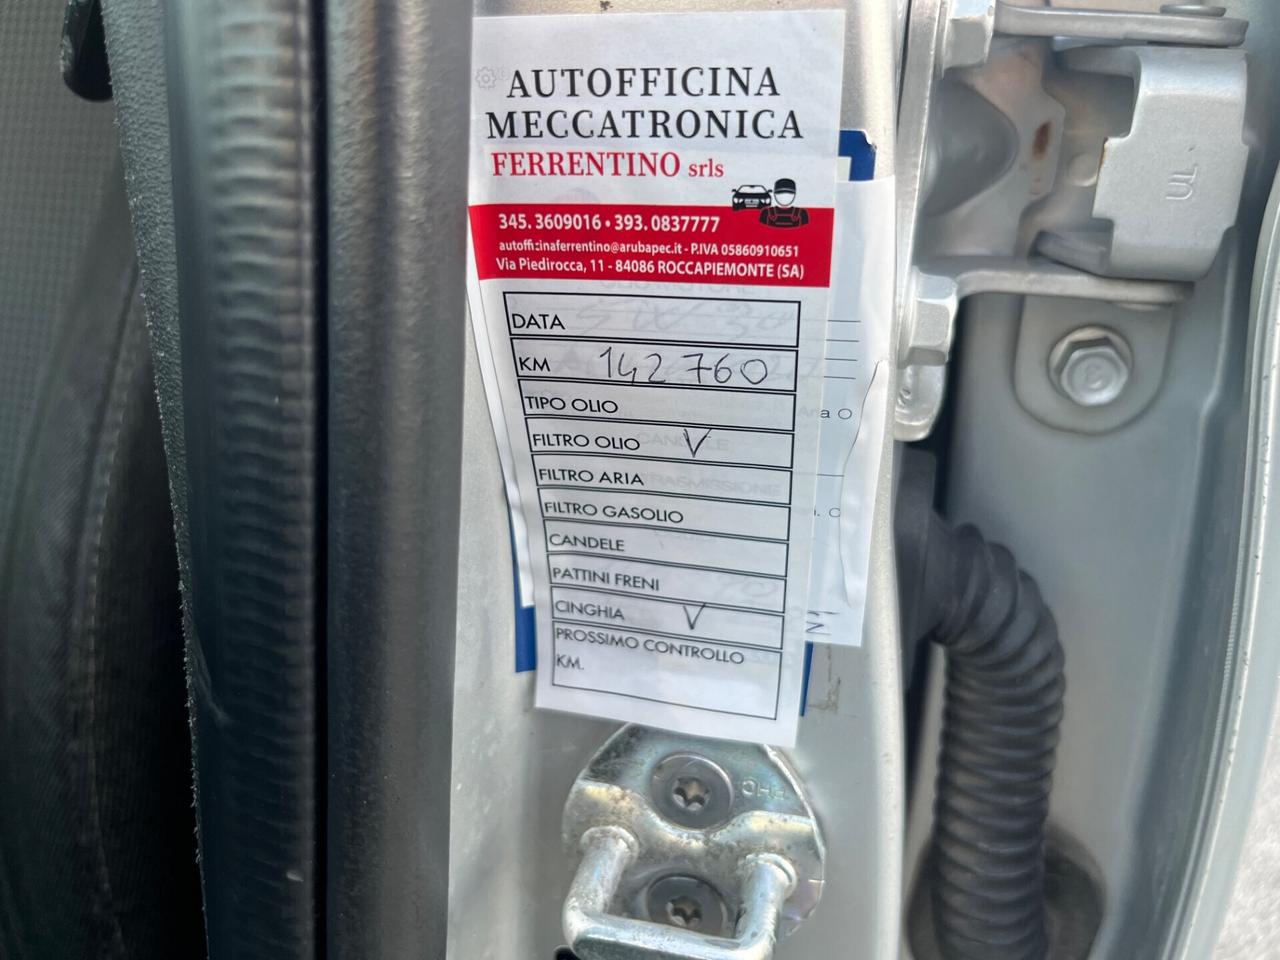 AUTOFFICINA
MECCATRONICA
FERRENTINO srls
345.3609016 • 393.0837777
autofficinaferrentino@arubapec.it - P.IVA 05860910651
Via Piedirocca, 11 - 84086 ROCCAPIEMONTE (SA)
DATA
KM 142760
TIPO OLIO
FILTRO OLIO V
FILTRO ARIA
FILTRO GASOLIO
CANDELE
PATTINI FRENI
CINGHIA V
PROSSIMO CONTROLLO
KM.